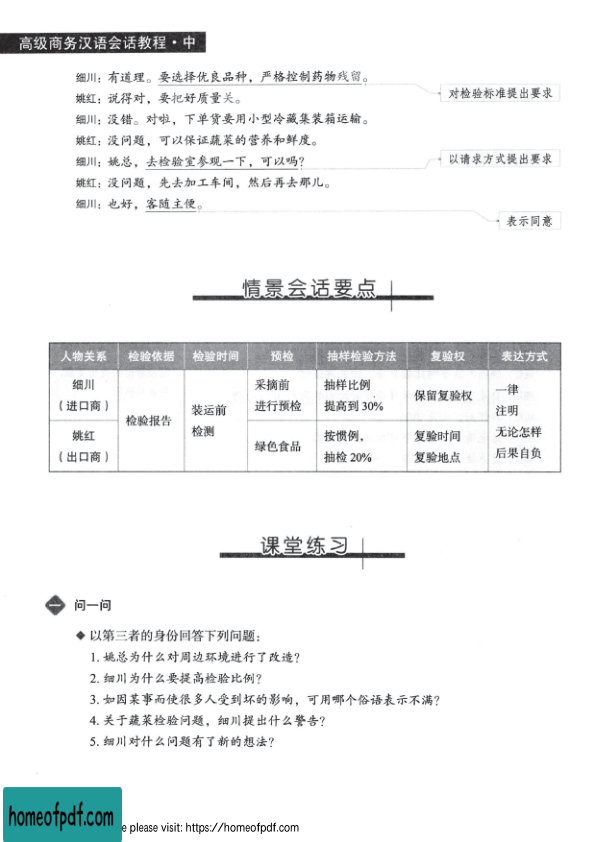 高级商务汉语会话教程·中
细川：有道理。要选择优良品种，严格控制药物残留。
对检验标准提出要求
姚红：说得对，要把好质量关。
细川：没错。对啦，下单货要用小型冷藏集装箱运输。
姚红：没问题，可以保证蔬菜的营养和鲜度。
细川：姚总，去检验室参观一下，可以吗？
以请求方式提出要求
姚红：没问题，先去加工车间，然后再去那儿。
细川：也好，客随主便。
表示同意
情景会话要点
人物关系 检验依据 检验时间 预检 抽样检验方法 复验权 表达方式
细川
（进口商）
检验报告
装运前
检测
采摘前
进行预检
抽样比例
提高到 30%
保留复验权
一律
注明
无论怎样
后果自负
姚红
（出口商）
绿色食品
按惯例，
抽检 20%
复验时间
复验地点
课堂练习
一 问一问
◆ 以第三者的身份回答下列问题：
1. 姚总为什么对周边环境进行了改造？
2. 细川为什么要提高检验比例？
3. 如因某事而使很多人受到坏的影响，可用哪个俗语表示不满？
4. 关于蔬菜检验问题，细川提出什么警告？
5. 细川对什么问题有了新的想法？
homeofpdf.com
e please visit: https://homeofpdf.com